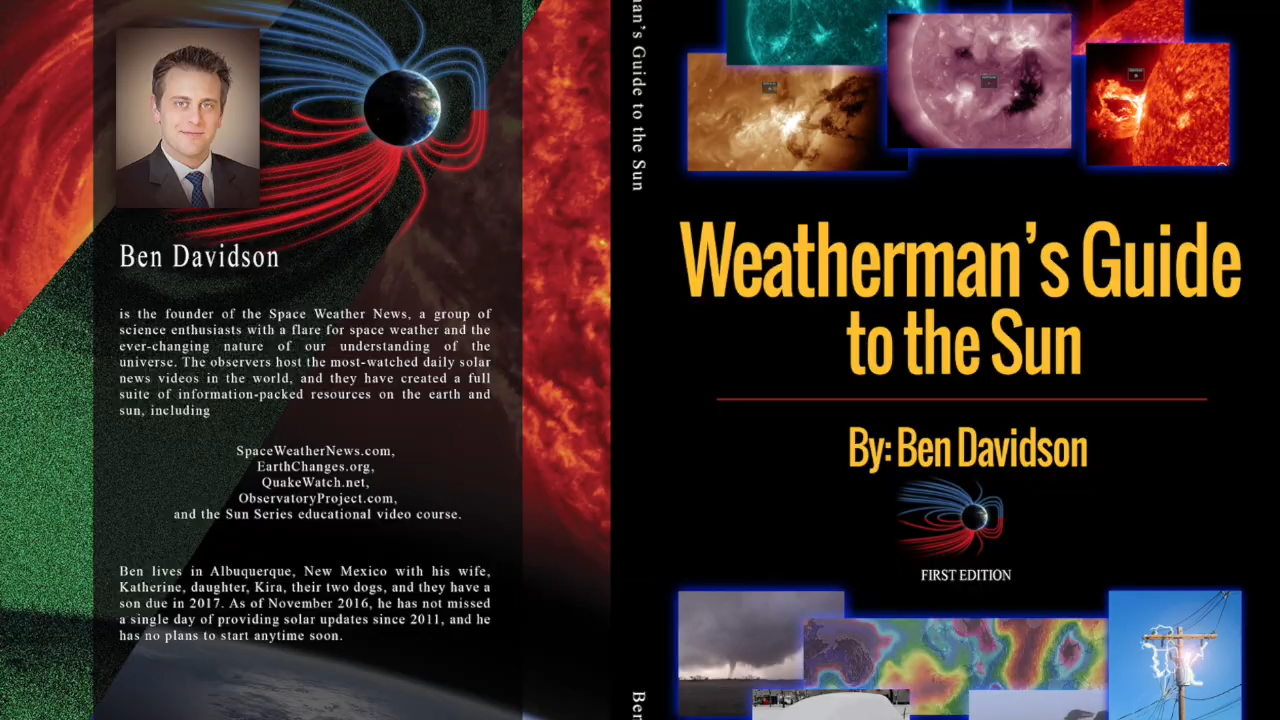 Ben Davidson
is the founder of the Space Weather News, a group of
science enthusiasts with a flare for space weather and the
ever-changing nature of our understanding of the
universe. The observers host the most-watched daily solar
news videos in the world, and they have created a full
suite of information-packed resources on the earth and
sun, including
SpaceWeatherNews.com,
EarthChanges.org,
QuakeWatch.net,
ObservatoryProject.com,
and the Sun Series educational video course.
Ben lives in Albuquerque, New Mexico with his wife,
Katherine, daughter, Kira, their two dogs, and they have a
son due in 2017. As of November 2016, he has not missed
a single day of providing solar updates since 2011, and he
has no plans to start anytime soon.
man's Guide to the Sun
Ber
Weatherman's Guide
to the Sun
By: Ben Davidson
FIRST EDITION